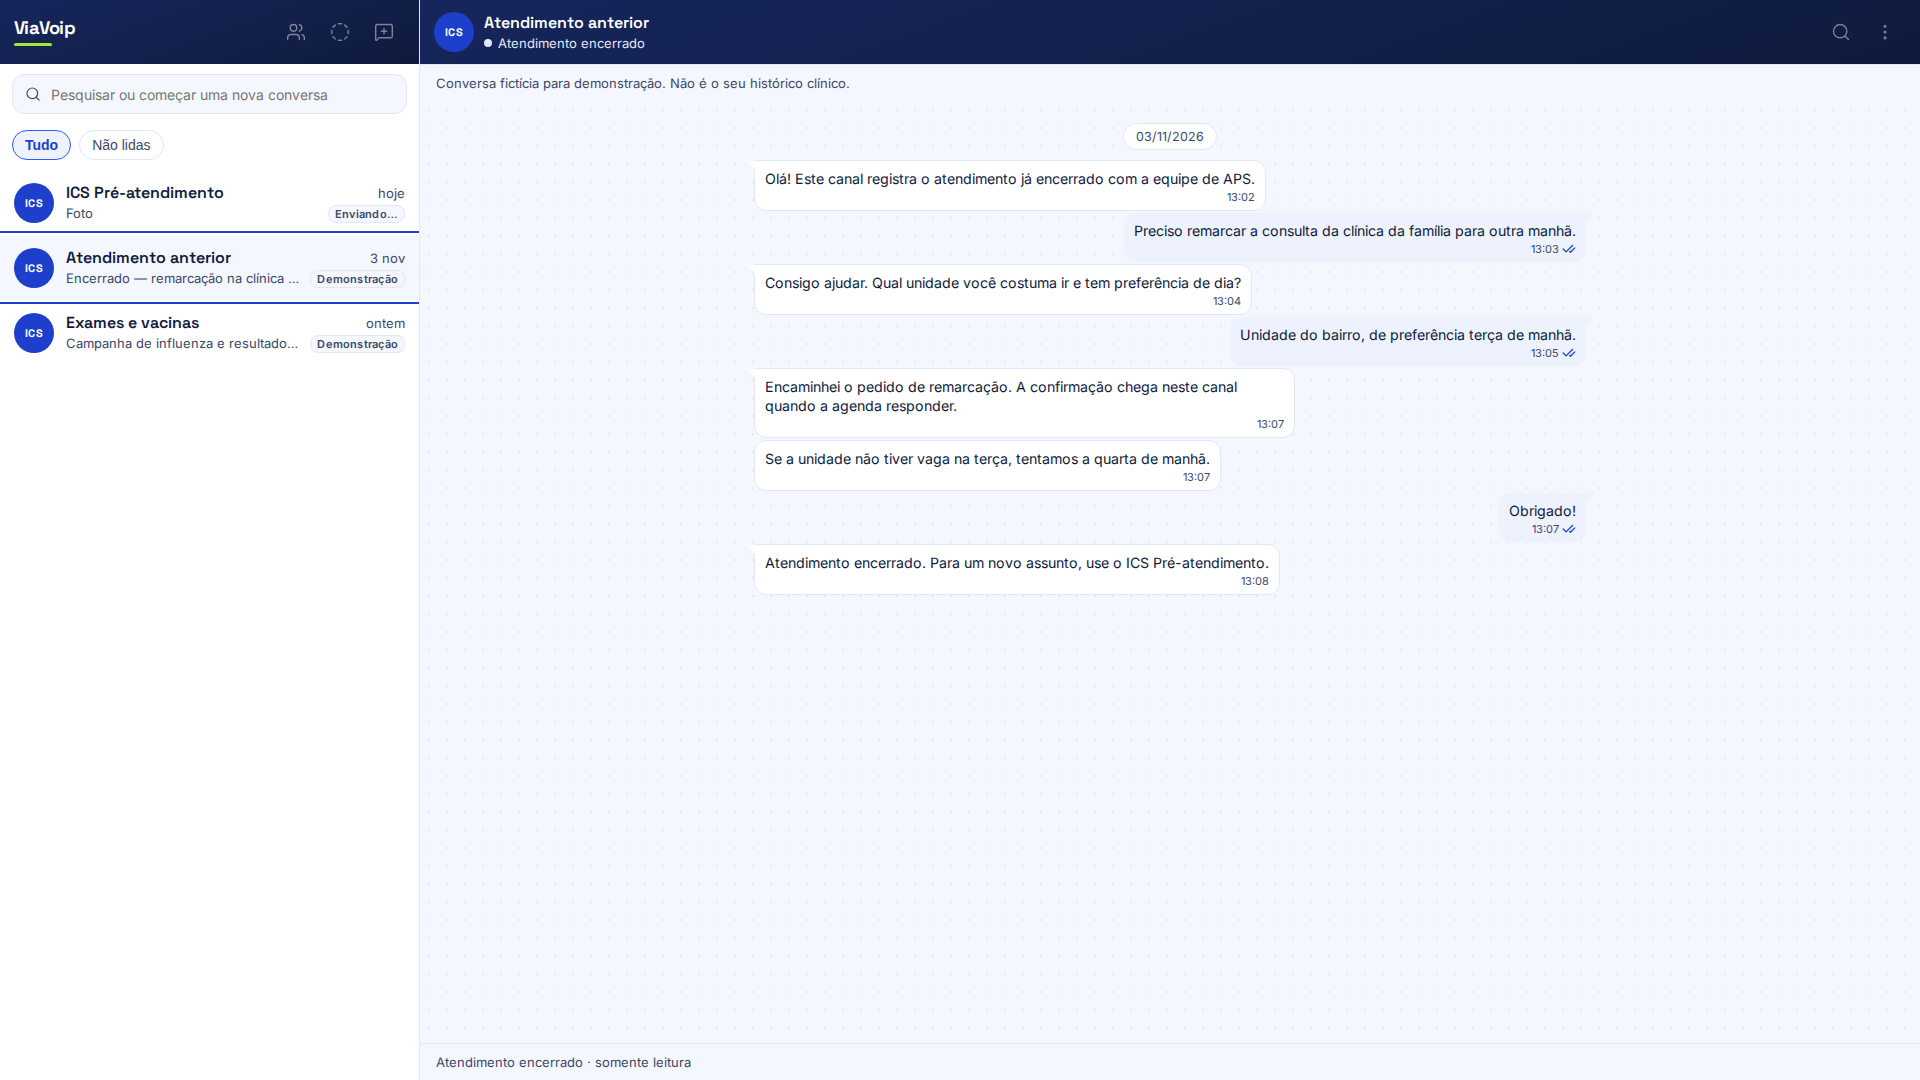 ViaVoip
Pesquisar ou começar uma nova conversa
Tudo
Não lidas
ICS
ICS Pré-atendimento
hoje
Foto
Enviando...
ICS
Atendimento anterior
3 nov
Encerrado — remarcação na clínica ...
Demonstração
ICS
Exames e vacinas
ontem
Campanha de influenza e resultado...
Demonstração
ICS
Atendimento anterior
Atendimento encerrado
Conversa fictícia para demonstração. Não é o seu histórico clínico.
03/11/2026
Olá! Este canal registra o atendimento já encerrado com a equipe de APS.
13:02
Preciso remarcar a consulta da clínica da família para outra manhã.
13:03
Consigo ajudar. Qual unidade você costuma ir e tem preferência de dia?
13:04
Unidade do bairro, de preferência terça de manhã.
13:05
Encaminhei o pedido de remarcação. A confirmação chega neste canal
quando a agenda responder.
13:07
Se a unidade não tiver vaga na terça, tentamos a quarta de manhã.
13:07
Obrigado!
13:07
Atendimento encerrado. Para um novo assunto, use o ICS Pré-atendimento.
13:08
Atendimento encerrado · somente leitura